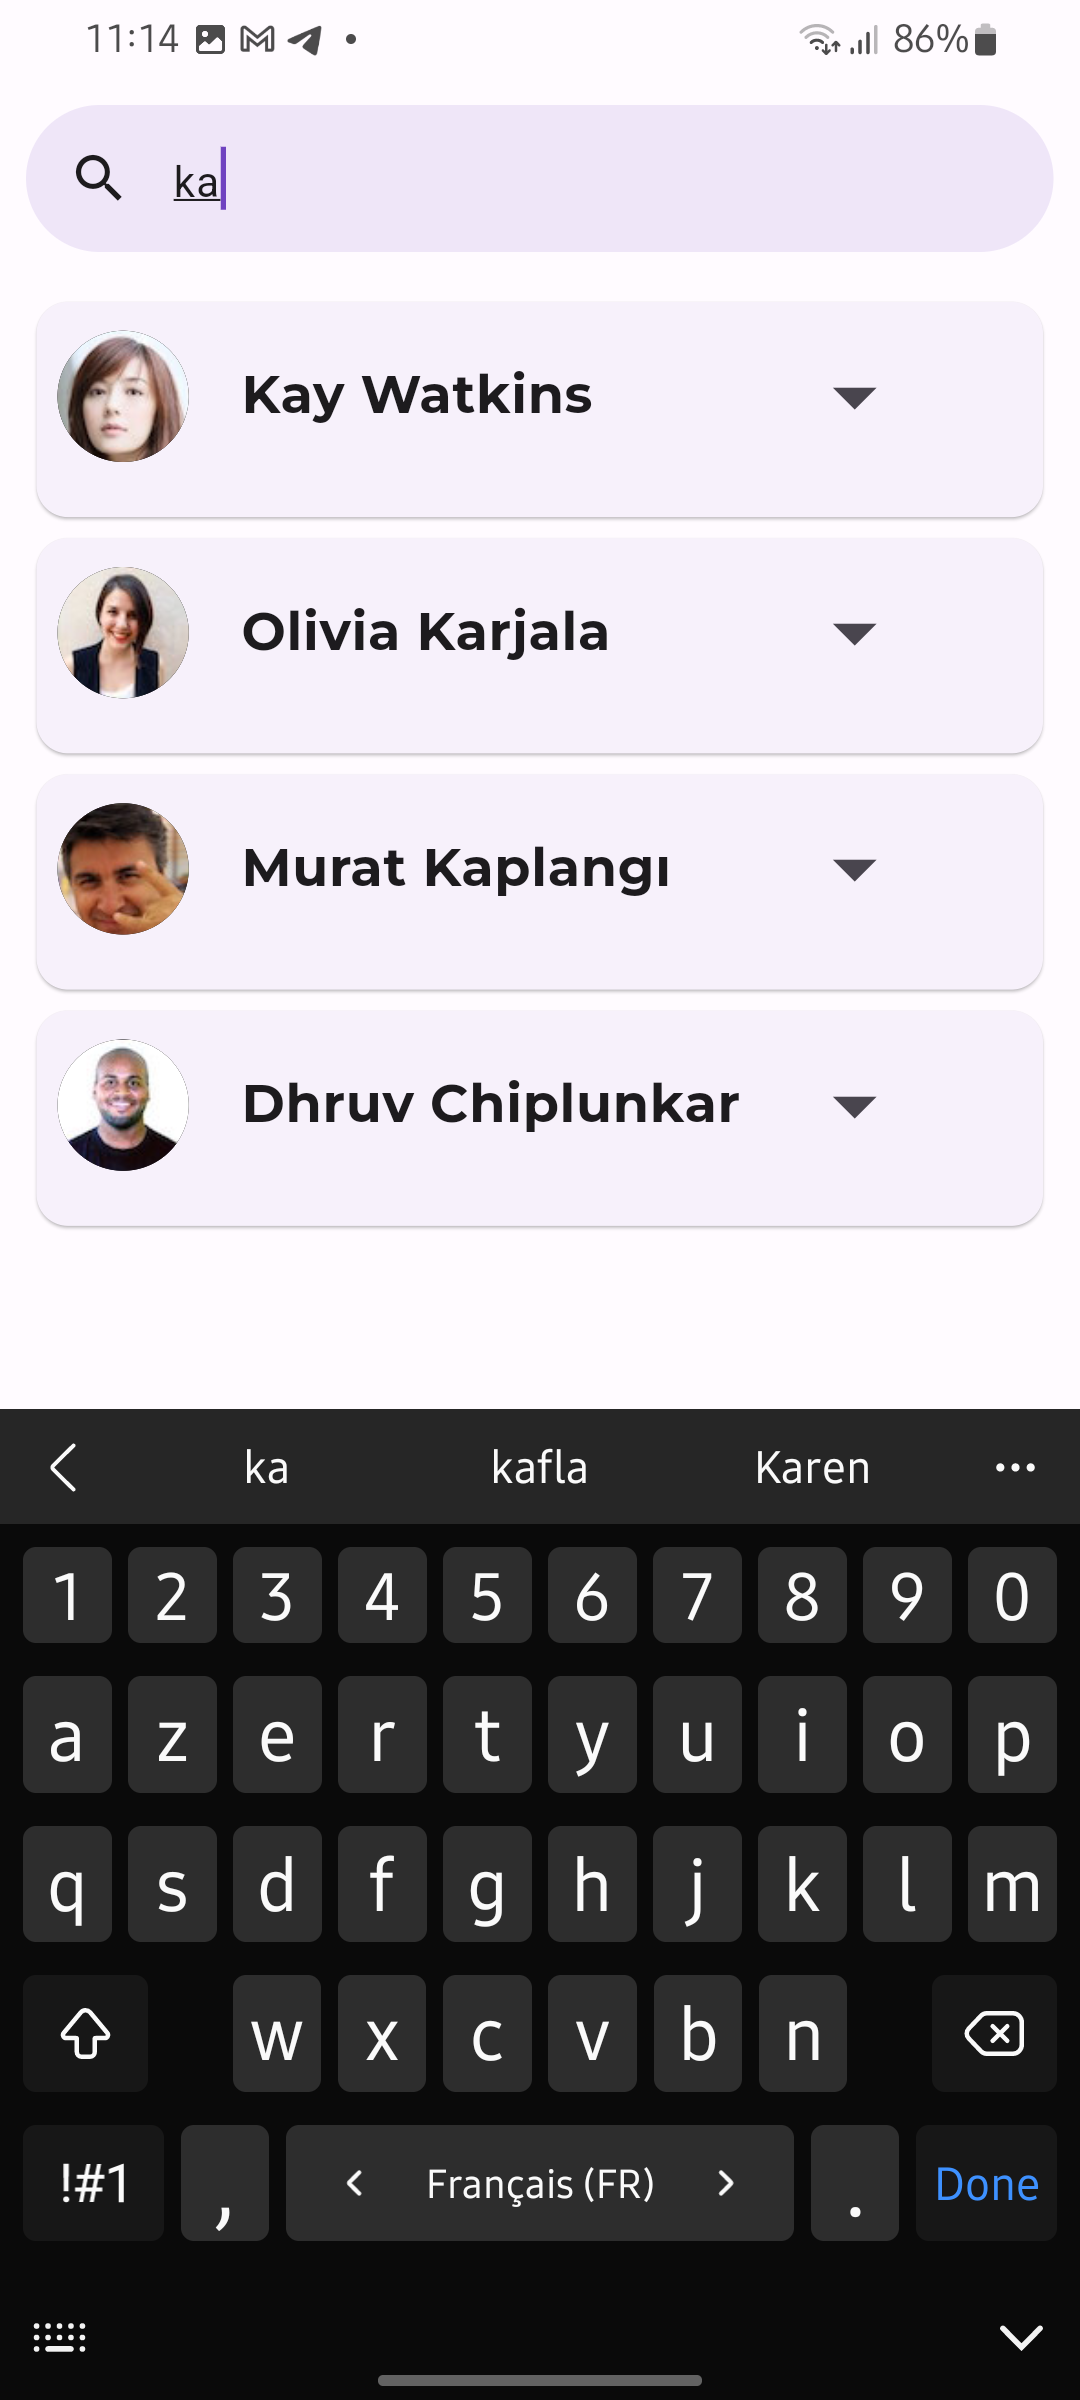 11:14 86%
ka
Kay Watkins
Olivia Karjala
Murat Kaplangı
Dhruv Chiplunkar
ka kafla Karen
1 2 3 4 5 6 7 8 9 0
a z e r t y u i o p
q s d f g h j k l m
w x c v b n
!#1 , Français (FR) . Done